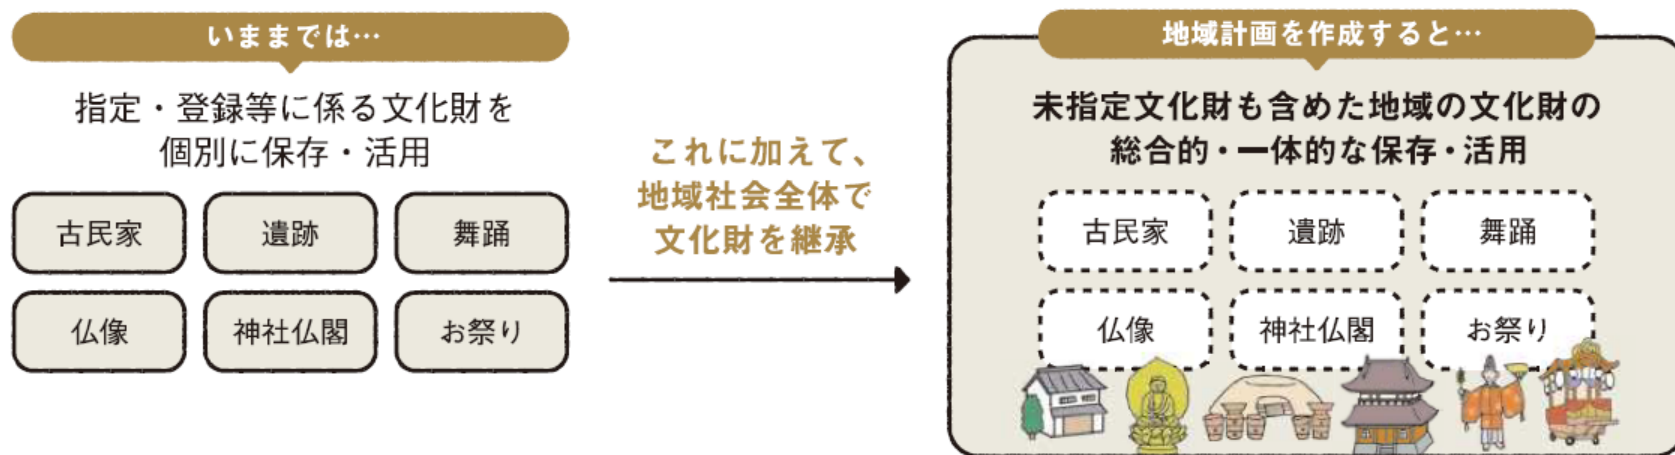 いままでは…
指定・登録等に係る文化財を
個別に保存・活用
古民家
遺跡
舞踊
仏像
神社仏閣
お祭り
これに加えて、
地域社会全体で
文化財を継承
地域計画を作成すると…
未指定文化財も含めた地域の文化財の
総合的・一体的な保存・活用
古民家
遺跡
舞踊
仏像
神社仏閣
お祭り